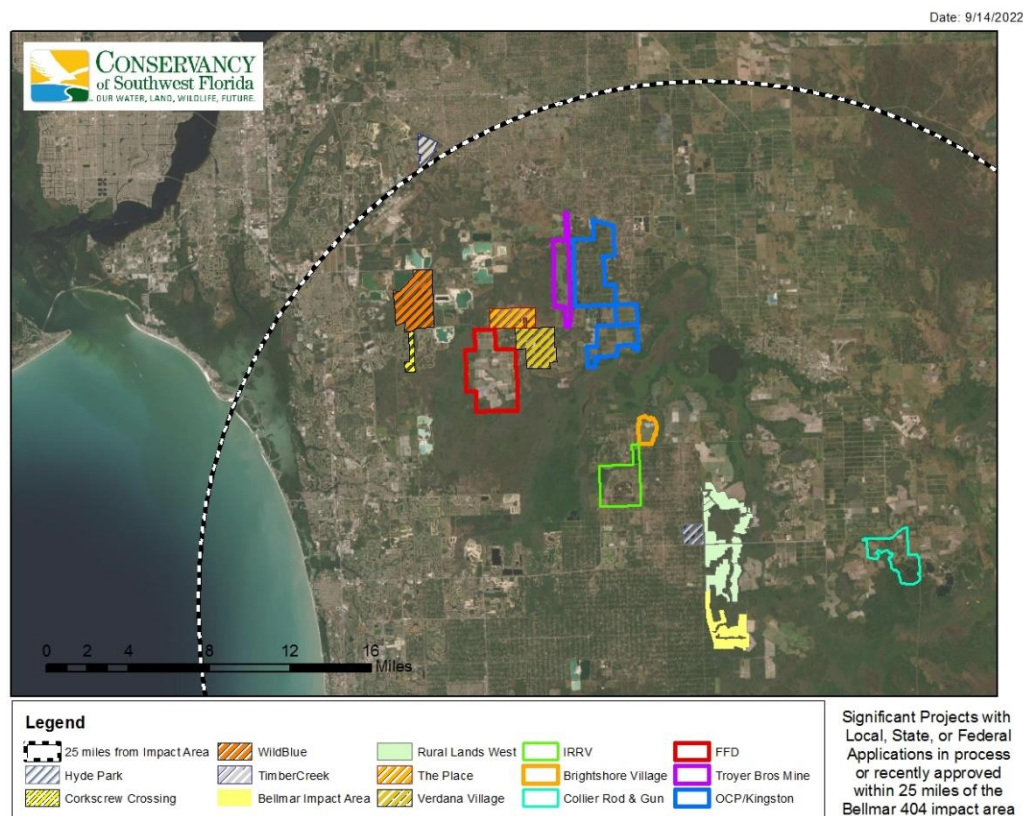 Date: 9/14/2022
CONSERVANCY
of Southwest Florida
OUR WATER, LAND, WILDLIFE, FUTURE.
0 2 4 8 12 16
Miles
Legend
25 miles from Impact Area
WildBlue
Rural Lands West
IRRV
FFD
Hyde Park
TimberCreek
The Place
Brightshore Village
Troyer Bros Mine
Corkscrew Crossing
Bellmar Impact Area
Verdana Village
Collier Rod & Gun
OCP/Kingston
Significant Projects with
Local, State, or Federal
Applications in process
or recently approved
within 25 miles of the
Bellmar 404 impact area